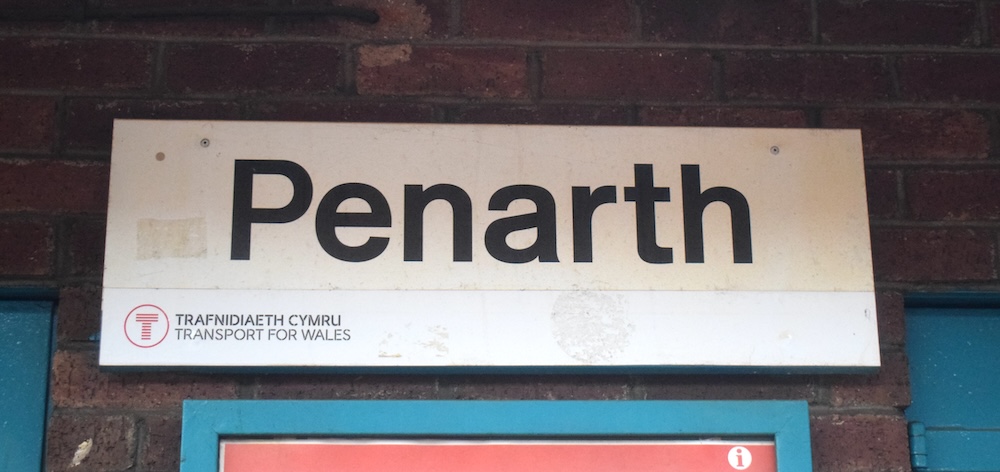 Penarth
TRAFNIDIAETH CYMRU
TRANSPORT FOR WALES